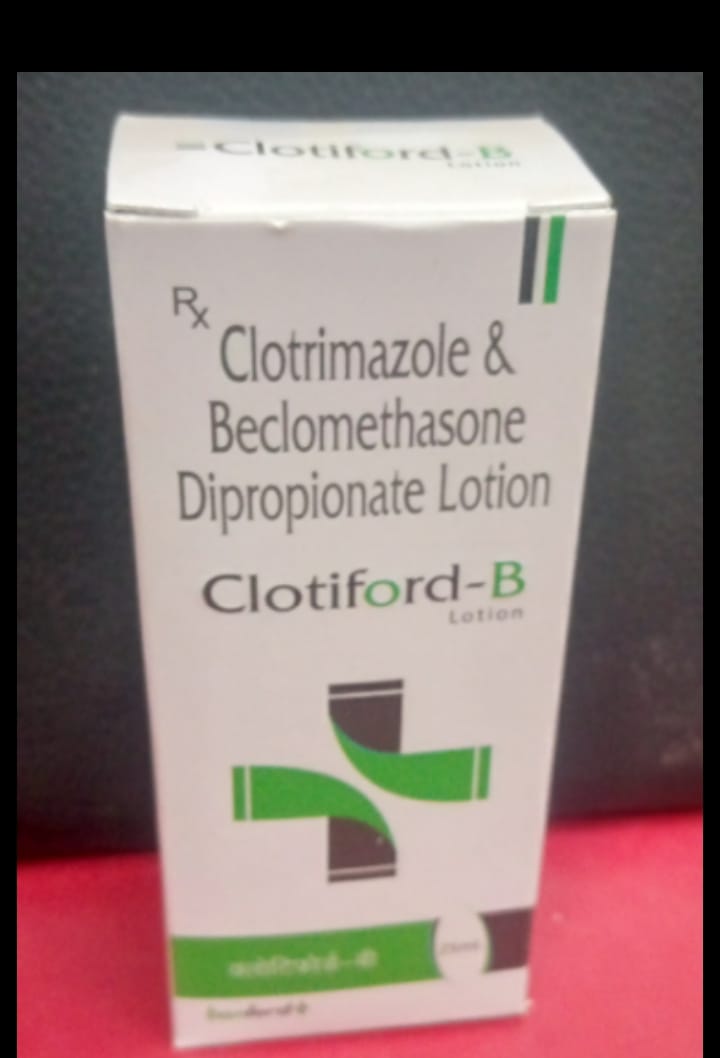 Clotiford-B
Lotion
Rx
Clotrimazole &
Beclomethasone
Dipropionate Lotion
Clotiford-B
Lotion